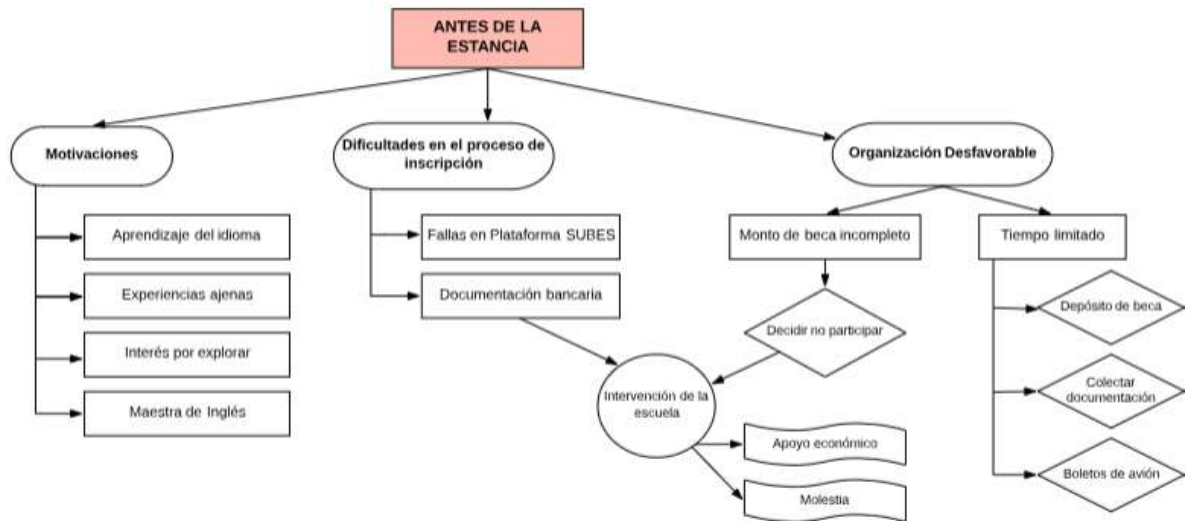 ANTES DE LA
ESTANCIA
Motivaciones
Dificultades en el proceso de
inscripción
Organización Desfavorable
Aprendizaje del idioma
Experiencias ajenas
Interés por explorar
Maestra de Inglés
Fallas en Plataforma SUBES
Documentación bancaria
Monto de beca incompleto
Decidir no participar
Intervención de la
escuela
Apoyo económico
Molestia
Tiempo limitado
Depósito de beca
Colectar
documentación
Boletos de avión